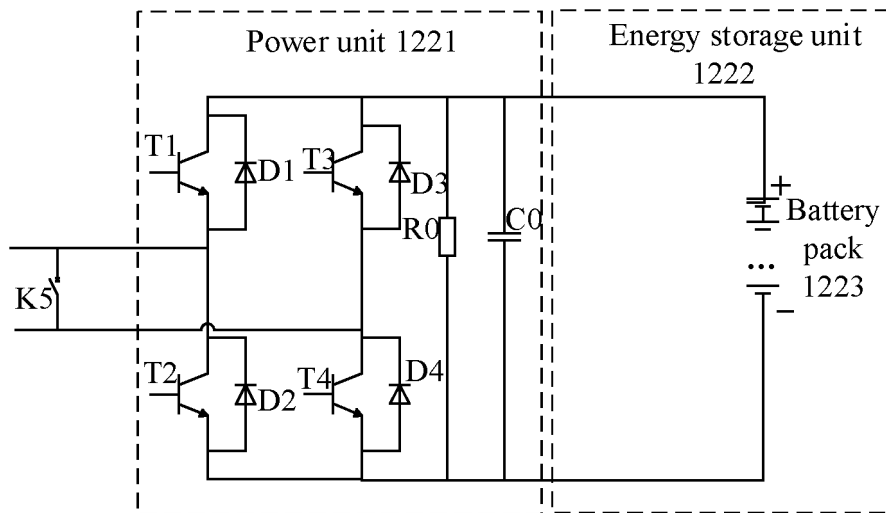 Power unit 1221
Energy storage unit
1222
T1
D1
T3
D3
R0
C0
+
Battery
pack
1223
...
−
K5
T2
D2
T4
D4